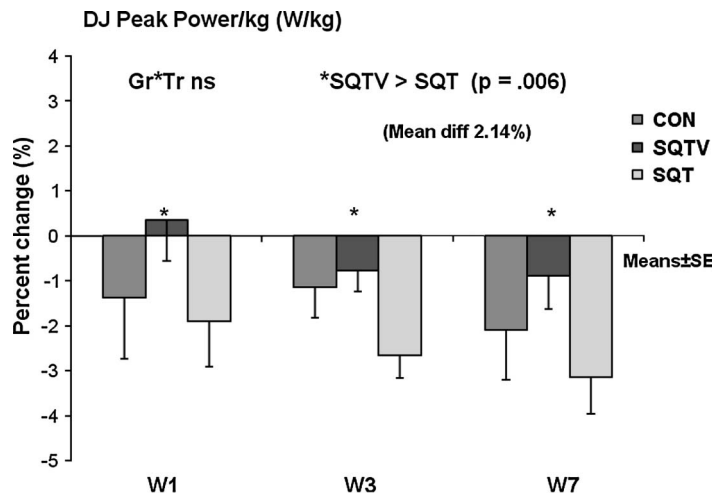 DJ Peak Power/kg (W/kg)
Gr*Tr ns
*SQTV > SQT (p = .006)
(Mean diff 2.14%)
CON
SQTV
SQT
Percent change (%)
4
3
2
1
0
-1
-2
-3
-4
-5
* * *
Means±SE
W1 W3 W7